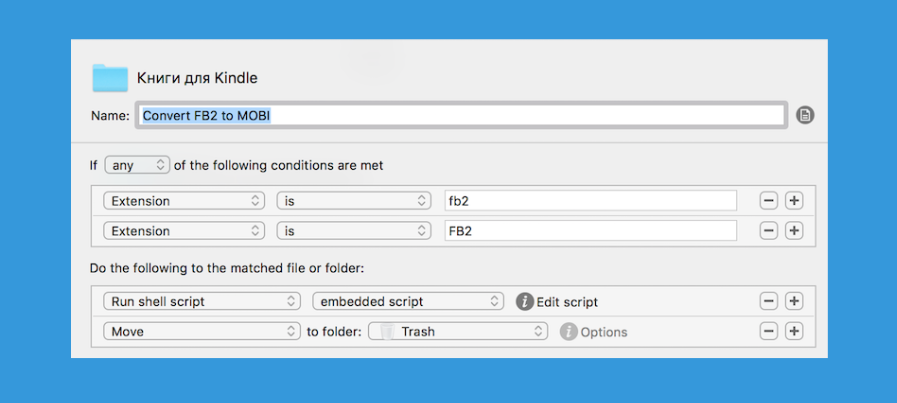 Книги для Kindle
Name: Convert FB2 to MOBI
If any of the following conditions are met
Extension is fb2
Extension is FB2
Do the following to the matched file or folder:
Run shell script embedded script Edit script
Move to folder: Trash Options